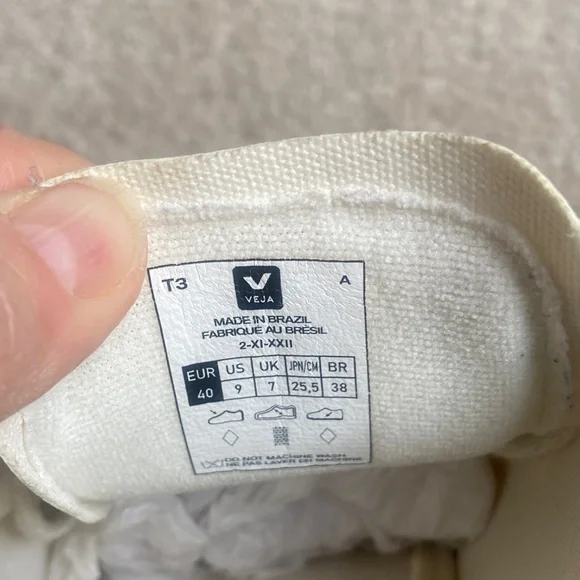 T3 V A
VEJA
MADE IN BRAZIL
FABRIQUE AU BRÉSIL
2-XI-XXII
EUR US UK JPN/CM BR
40 9 7 25,5 38
DO NOT MACHINE WASH
NE PAS LAVER EN MACHINE